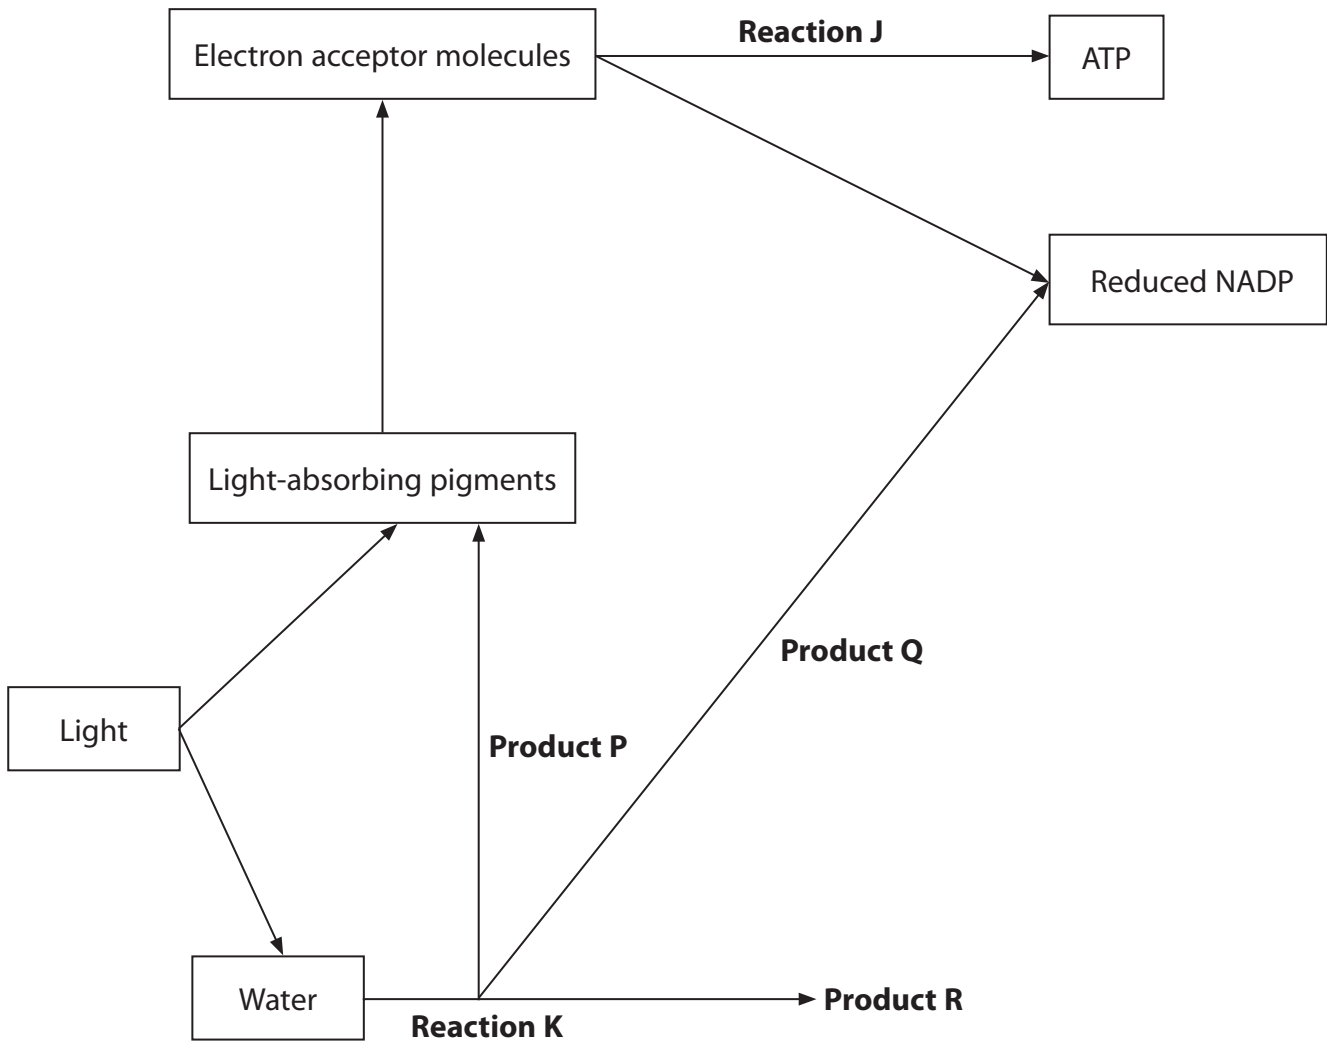 Reaction J
Electron acceptor molecules
ATP
Reduced NADP
Light-absorbing pigments
Product Q
Light
Product P
Water
Product R
Reaction K